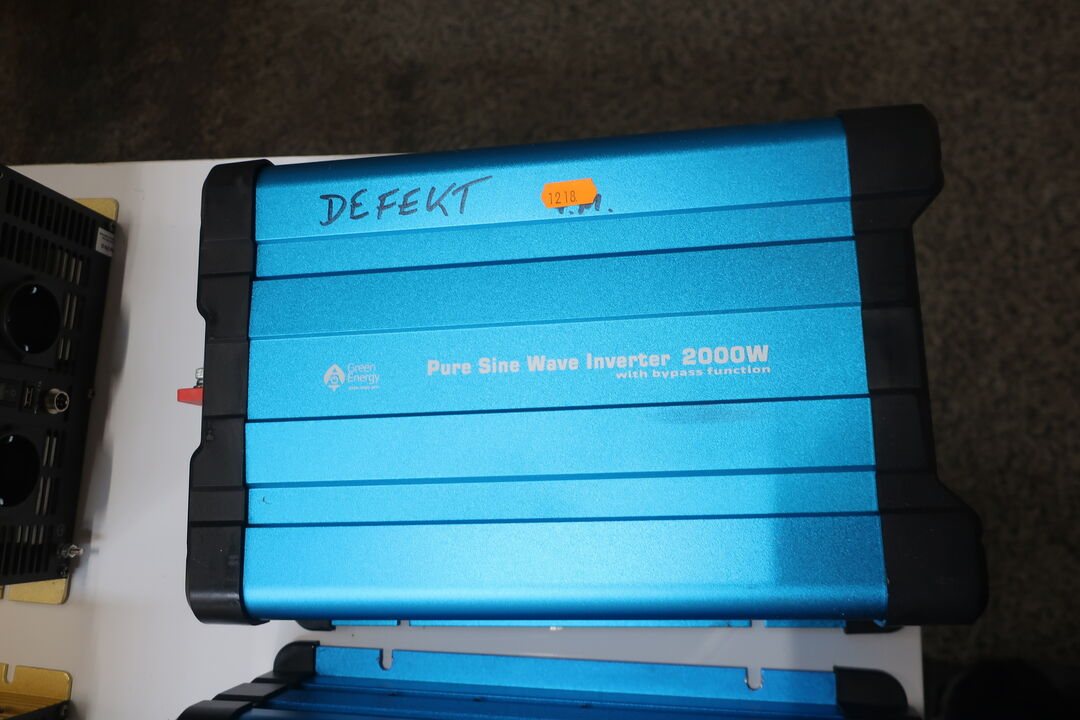 DEFEKT
1218.
T.M.
Green
Energy
Pure Sine Wave Inverter 2000W
with bypass function